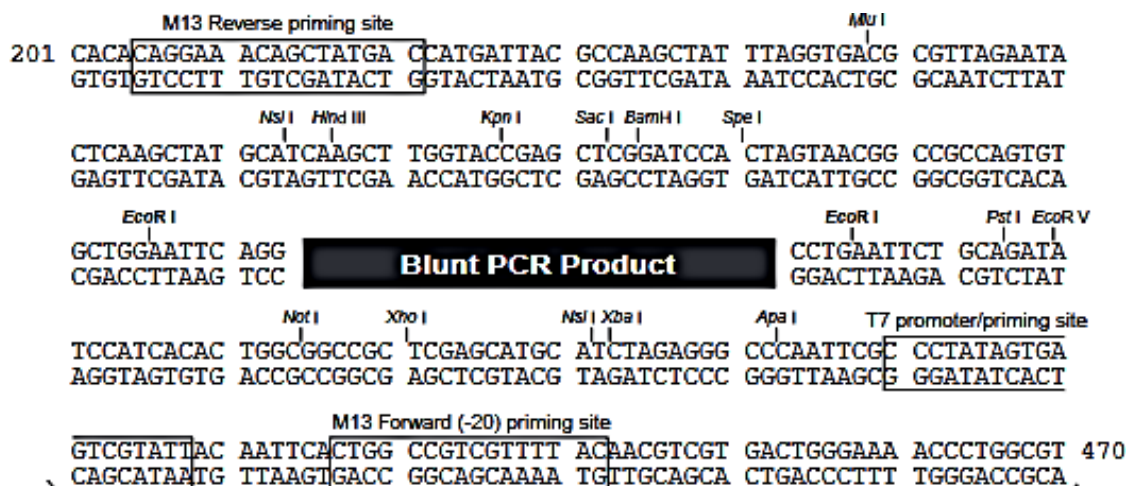 M13 Reverse priming site Mlu I
201 CACACAGGAA ACAGCTATGAC CATGATTAC GCCAAGCTAT TTAGGTGACG CGTTAGAATA
GTGTGTCCTT TGTCGATACTG GTACTAATG CGGTTCGATA AATCCACTGC GCAATCTTAT
Nsi I Hind III Kpn I Sac I BamH I Spe I
CTCAAGCTAT GCATCAAGCT TGGTACCGAG CTCGGATCCA CTAGTAACGG CCGCCAGTGT
GAGTTCGATA CGTAGTTCGA ACCATGGCTC GAGCCTAGGT GATCATTGCC GGCGGTCACA
EcoR I EcoR I Pst I EcoR V
GCTGGAATTC AGG Blunt PCR Product CCTGAATTCT GCAGATA
CGACCTTAAG TCC GGACTTAAGA CGTCTAT
Not I Xho I Nsi I Xba I Apa I T7 promoter/priming site
TCCATCACAC TGGCGGCCGC TCGAGCATGC ATCTAGAGGG CCCAATTCGC CCTATAGTGA
AGGTAGTGTG ACCGCCGGCG AGCTCGTACG TAGATCTCCC GGGTTAAGCG GGATATCACT
M13 Forward (-20) priming site
GTCGTATTAC AATTCACTGG CCGTCGTTTT ACAACGTCGT GACTGGGAAA ACCCTGGCGT 470
CAGCATAATG TTAAGTGACC GGCAGCAAAA TGTTGCAGCA CTGACCCTTT TGGGACCGCA